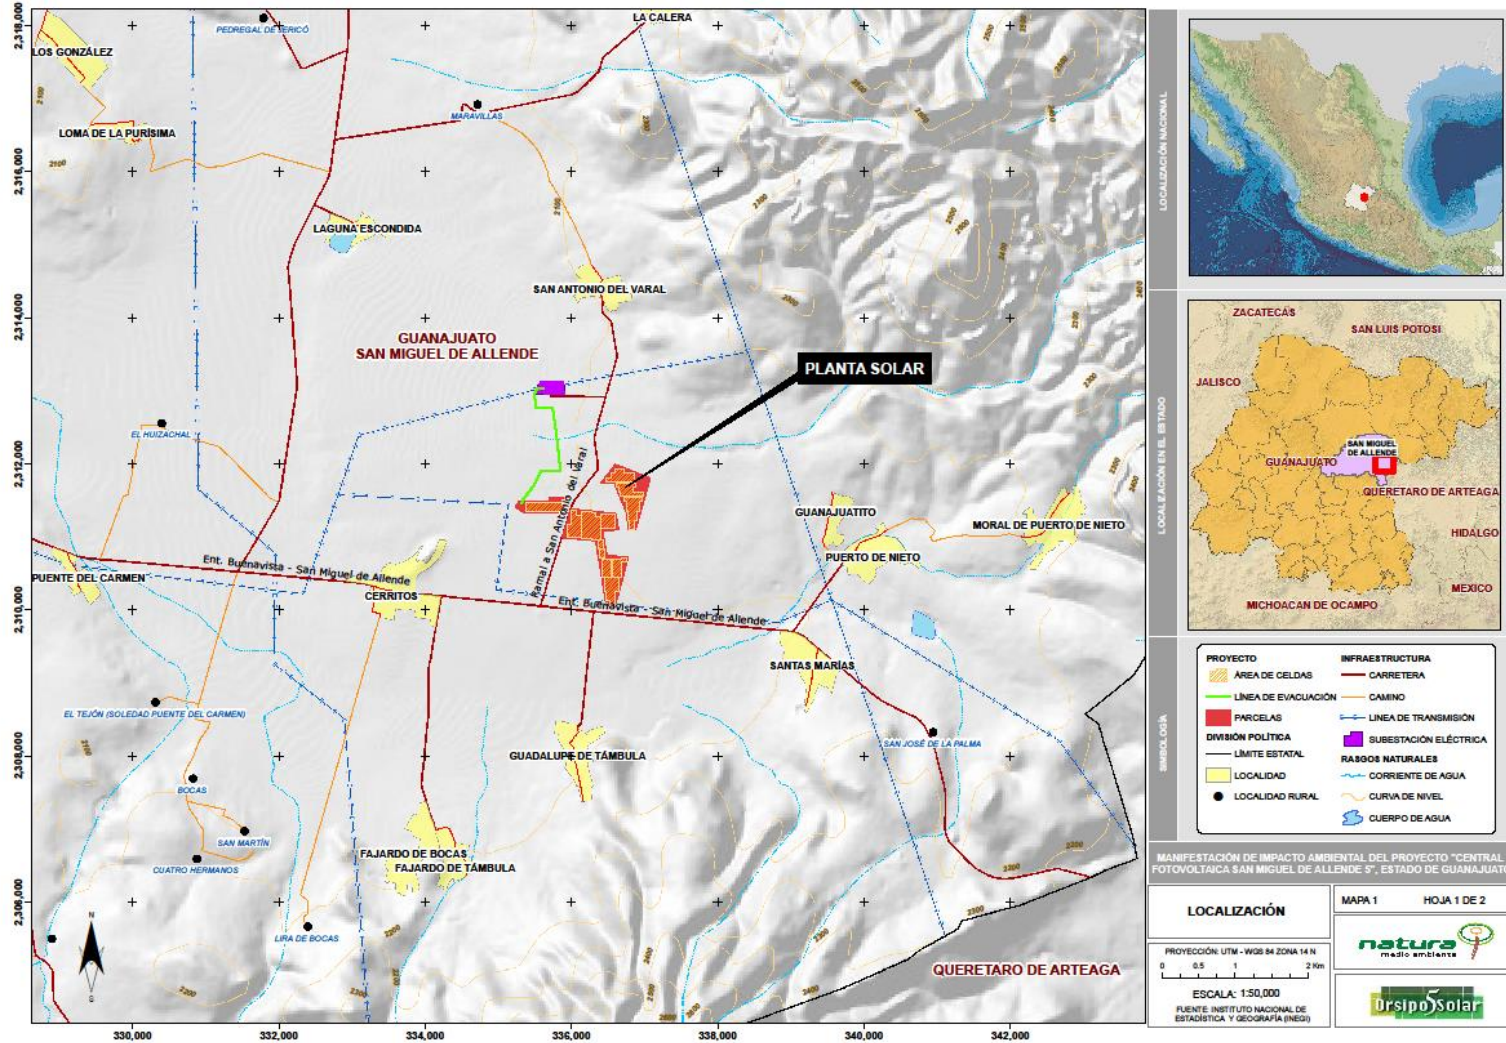 LA CALERA
PEDREGAL DE JERICÓ
LOS GONZÁLEZ
MARAVILLAS
LOMA DE LA PURÍSIMA
LAGUNA ESCONDIDA
SAN ANTONIO DEL VARAL
GUANAJUATO
SAN MIGUEL DE ALLENDE
PLANTA SOLAR
EL HUIZACHAL
Ramal a San Antonio del Varal
GUANAJUATITO
MORAL DE PUERTO DE NIETO
PUERTO DE NIETO
Ent. Buenavista - San Miguel de Allende
PUENTE DEL CARMEN
CERRITOS
Ent. Buenavista - San Miguel de Allende
SANTAS MARÍAS
EL TEJÓN (SOLEDAD PUENTE DEL CARMEN)
SAN JOSÉ DE LA PALMA
GUADALUPE DE TÁMBULA
BOCAS
SAN MARTÍN
CUATRO HERMANOS
FAJARDO DE BOCAS
FAJARDO DE TÁMBULA
LIRA DE BOCAS
QUERETARO DE ARTEAGA
N
S
2,318,000
2,316,000
2,314,000
2,312,000
2,310,000
2,308,000
2,306,000
330,000
332,000
334,000
336,000
338,000
340,000
342,000
LOCALIZACIÓN NACIONAL
LOCALIZACIÓN EN EL ESTADO
ZACATECAS
SAN LUIS POTOSI
JALISCO
SAN MIGUEL
DE ALLENDE
GUANAJUATO
QUERETARO DE ARTEAGA
HIDALGO
MEXICO
MICHOACAN DE OCAMPO
SIMBOLOGÍA
PROYECTO
ÁREA DE CELDAS
LÍNEA DE EVACUACIÓN
PARCELAS
DIVISIÓN POLÍTICA
LÍMITE ESTATAL
LOCALIDAD
LOCALIDAD RURAL
INFRAESTRUCTURA
CARRETERA
CAMINO
LINEA DE TRANSMISIÓN
SUBESTACIÓN ELÉCTRICA
RASGOS NATURALES
CORRIENTE DE AGUA
CURVA DE NIVEL
CUERPO DE AGUA
MANIFESTACIÓN DE IMPACTO AMBIENTAL DEL PROYECTO "CENTRAL
FOTOVOLTAICA SAN MIGUEL DE ALLENDE 5", ESTADO DE GUANAJUATO
LOCALIZACIÓN
MAPA 1 HOJA 1 DE 2
PROYECCIÓN: UTM - WGS 84 ZONA 14 N
0 0.5 1 2 Km
ESCALA: 1:50,000
FUENTE: INSTITUTO NACIONAL DE
ESTADÍSTICA Y GEOGRAFÍA (INEGI)
natura
medio ambiente
Orsipo5Solar